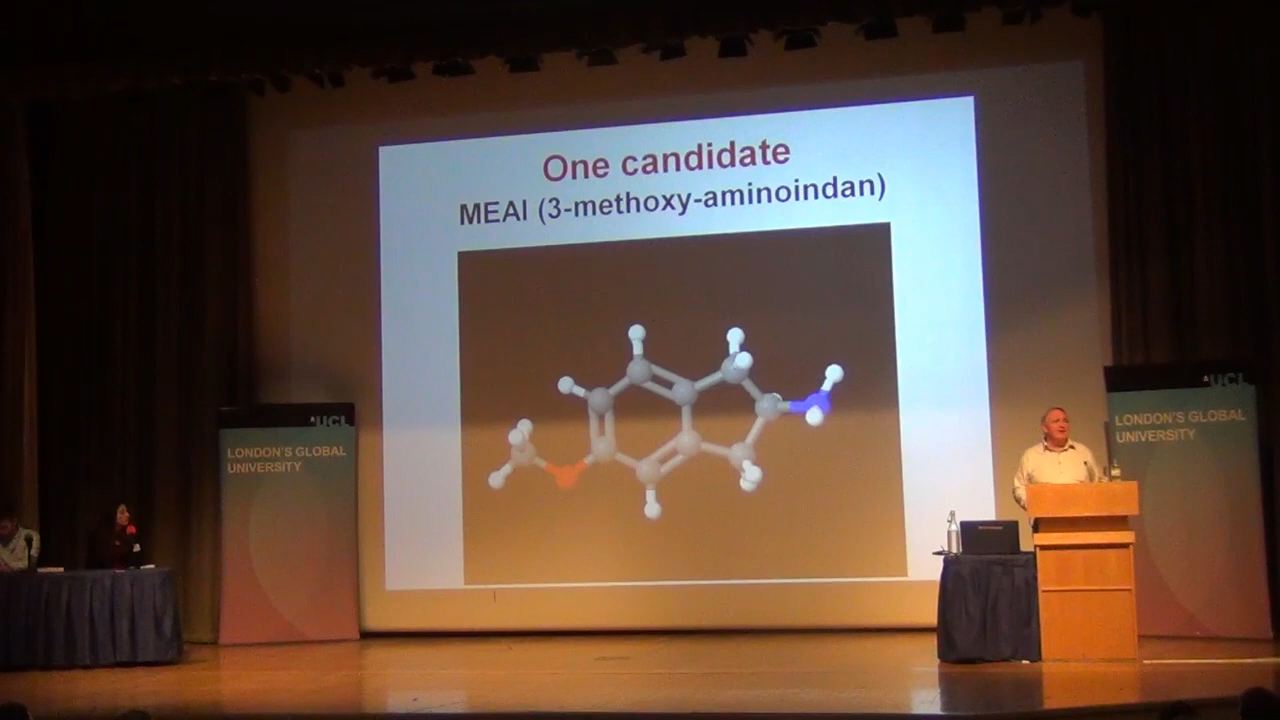 One candidate
MEAI (3-methoxy-aminoindan)
UCL
LONDON'S GLOBAL
UNIVERSITY
UCL
LONDON'S GLOBAL
UNIVERSITY